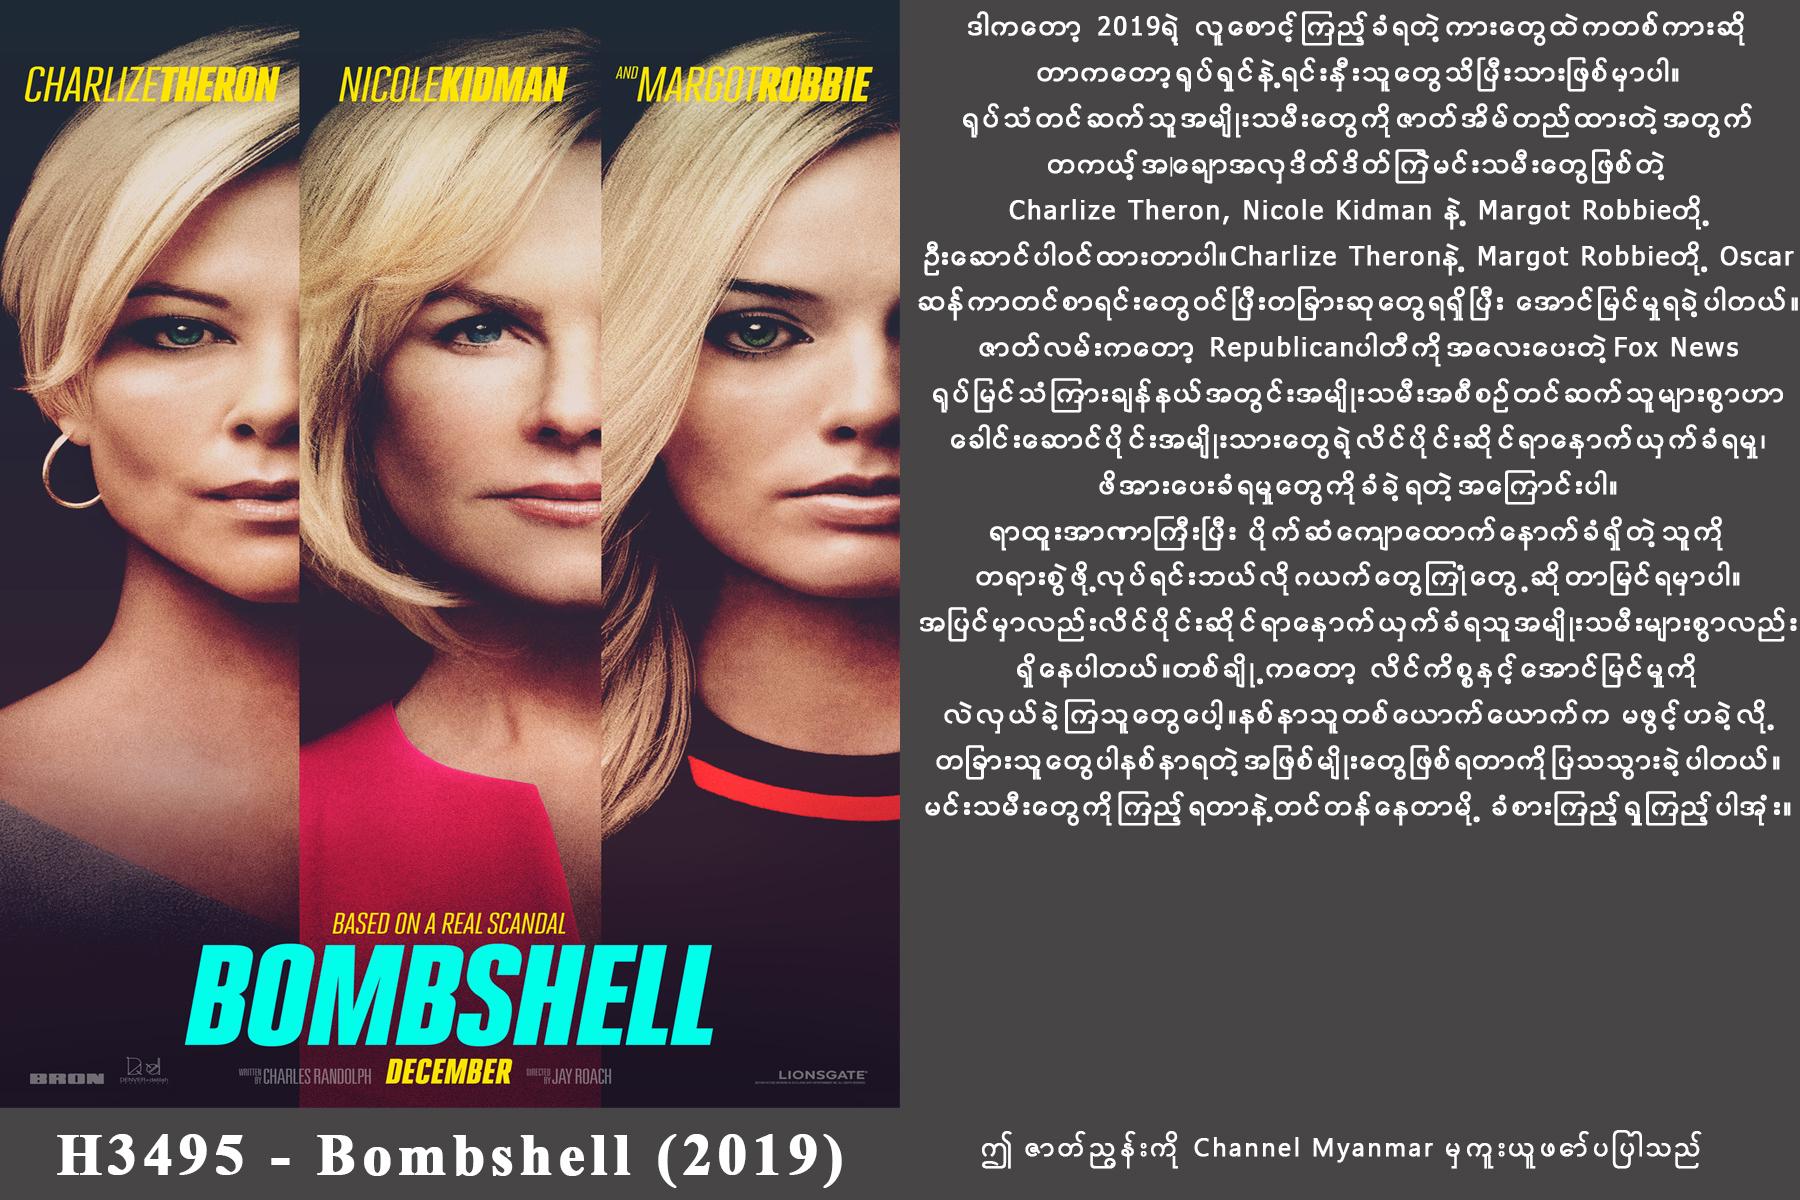 CHARLIZE THERON
NICOLE KIDMAN
AND MARGOT ROBBIE
BASED ON A REAL SCANDAL
BOMBSHELL
DECEMBER
BRON
WRITTEN BY CHARLES RANDOLPH
DIRECTED BY JAY ROACH
LIONSGATE
H3495 - Bombshell (2019)
ဒါကတော့ 2019ရဲ့ လူစောင့်ကြည့်ခံရတဲ့ကားတွေထဲကတစ်ကားဆို
တာကတော့ရုပ်ရှင်နဲ့ရင်းနှီးသူတွေသိပြီးသားဖြစ်မှာပါ။
ရုပ်သံတင်ဆက်သူအမျိုးသမီးတွေကိုဇာတ်အိမ်တည်ထားတဲ့အတွက်
တကယ့်အချောအလှဒိတ်ဒိတ်ကြဲမင်းသမီးတွေဖြစ်တဲ့
Charlize Theron, Nicole Kidman နဲ့ Margot Robbieတို့
ဦးဆောင်ပါဝင်ထားတာပါ။Charlize Theronနဲ့ Margot Robbieတို့ Oscar
ဆန်ကာတင်စာရင်းတွေဝင်ပြီးတခြားဆုတွေရရှိပြီး အောင်မြင်မှုရခဲ့ပါတယ်။
ဇာတ်လမ်းကတော့ Republicanပါတီကိုအလေးပေးတဲ့Fox News
ရုပ်မြင်သံကြားချန်နယ်အတွင်းအမျိုးသမီးအစီစဉ်တင်ဆက်သူများစွာဟာ
ခေါင်းဆောင်ပိုင်းအမျိုးသားတွေရဲ့လိင်ပိုင်းဆိုင်ရာနှောက်ယှက်ခံရမှု၊
ဖိအားပေးခံရမှုတွေကိုခံခဲ့ရတဲ့အကြောင်းပါ။
ရာထူးအာဏာကြီးပြီး ပိုက်ဆံကျောထောက်နောက်ခံရှိတဲ့သူကို
တရားစွဲဖို့လုပ်ရင်းဘယ်လိုဂယက်တွေကြုံတွေ့ဆိုတာမြင်ရမှာပါ။
အပြင်မှာလည်းလိင်ပိုင်းဆိုင်ရာနှောက်ယှက်ခံရသူအမျိုးသမီးများစွာလည်း
ရှိနေပါတယ်။တစ်ချို့ကတော့ လိင်ကိစ္စနှင့်အောင်မြင်မှုကို
လဲလှယ်ခဲ့ကြသူတွေပေါ့။နစ်နာသူတစ်ယောက်ယောက်က မဖွင့်ဟခဲ့လို့
တခြားသူတွေပါနစ်နာရတဲ့အဖြစ်မျိုးတွေဖြစ်ရတာကိုပြသသွားခဲ့ပါတယ်။
မင်းသမီးတွေကိုကြည့်ရတာနဲ့တင်တန်နေတာမို့ ခံစားကြည့်ရှုကြည့်ပါအုံး။
ဤ ဇာတ်ညွှန်းကို Channel Myanmar မှကူးယူဖော်ပပြါသည်